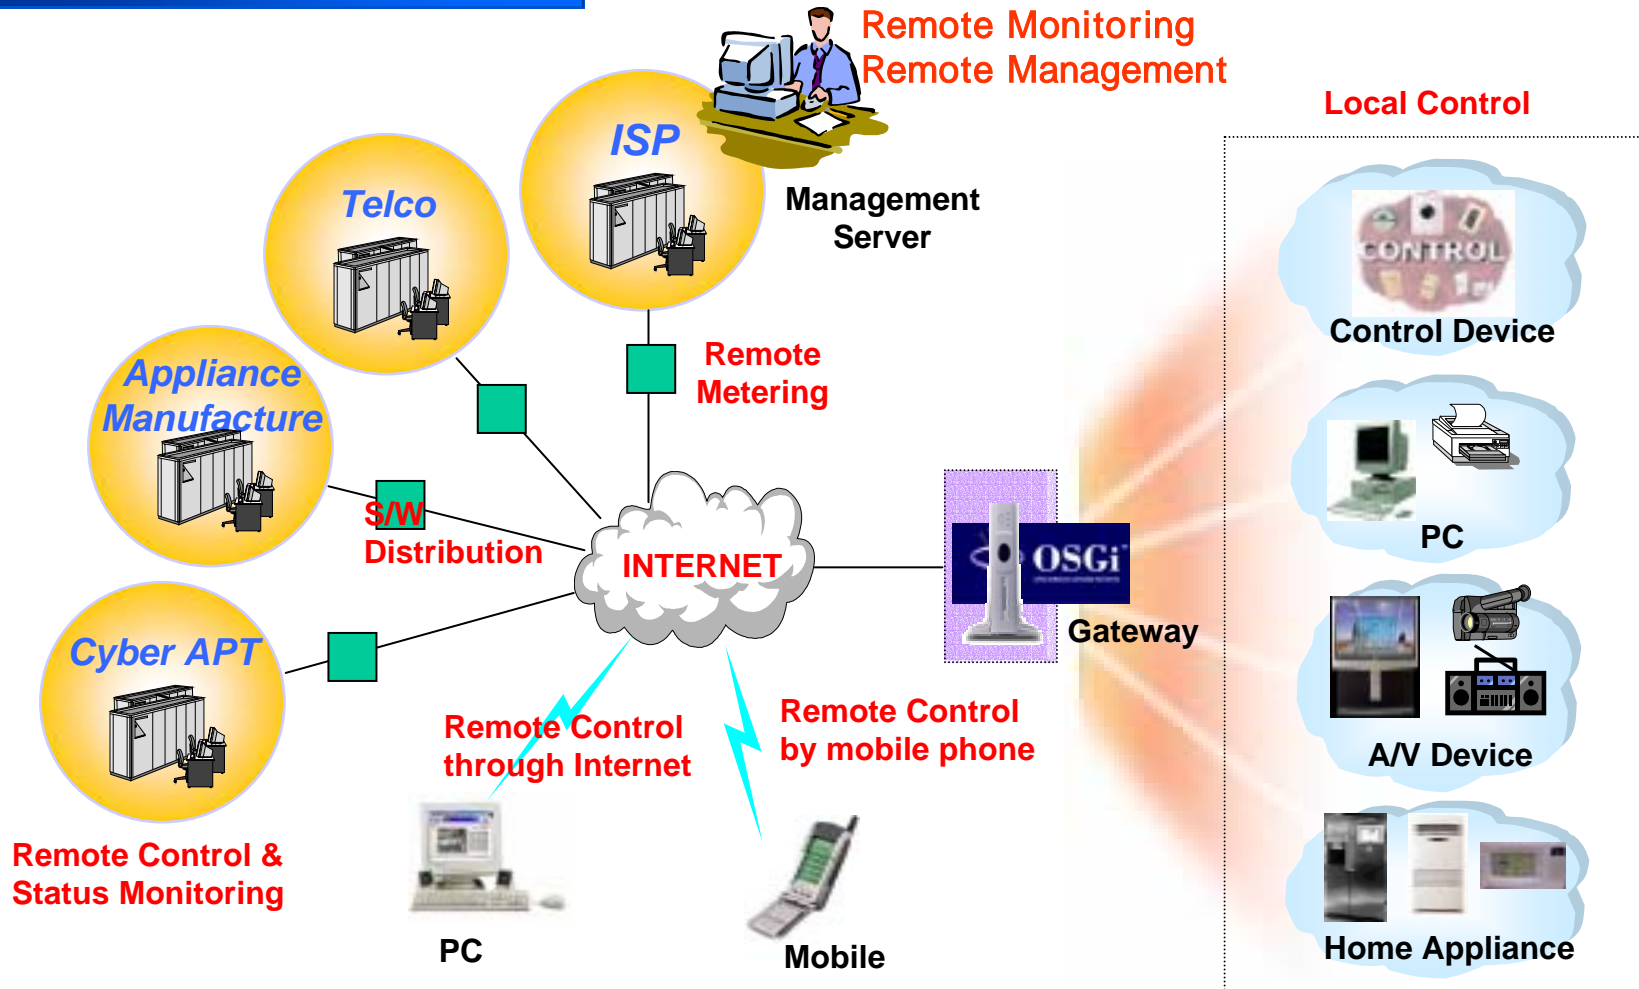 Remote Monitoring
Remote Management
Local Control
ISP
Telco
Management
Server
CONTROL
Control Device
Appliance
Manufacture
Remote
Metering
S/W
Distribution
INTERNET
OSGi
PC
Gateway
Cyber APT
Remote Control
through Internet
Remote Control
by mobile phone
A/V Device
Remote Control &
Status Monitoring
PC
Mobile
Home Appliance